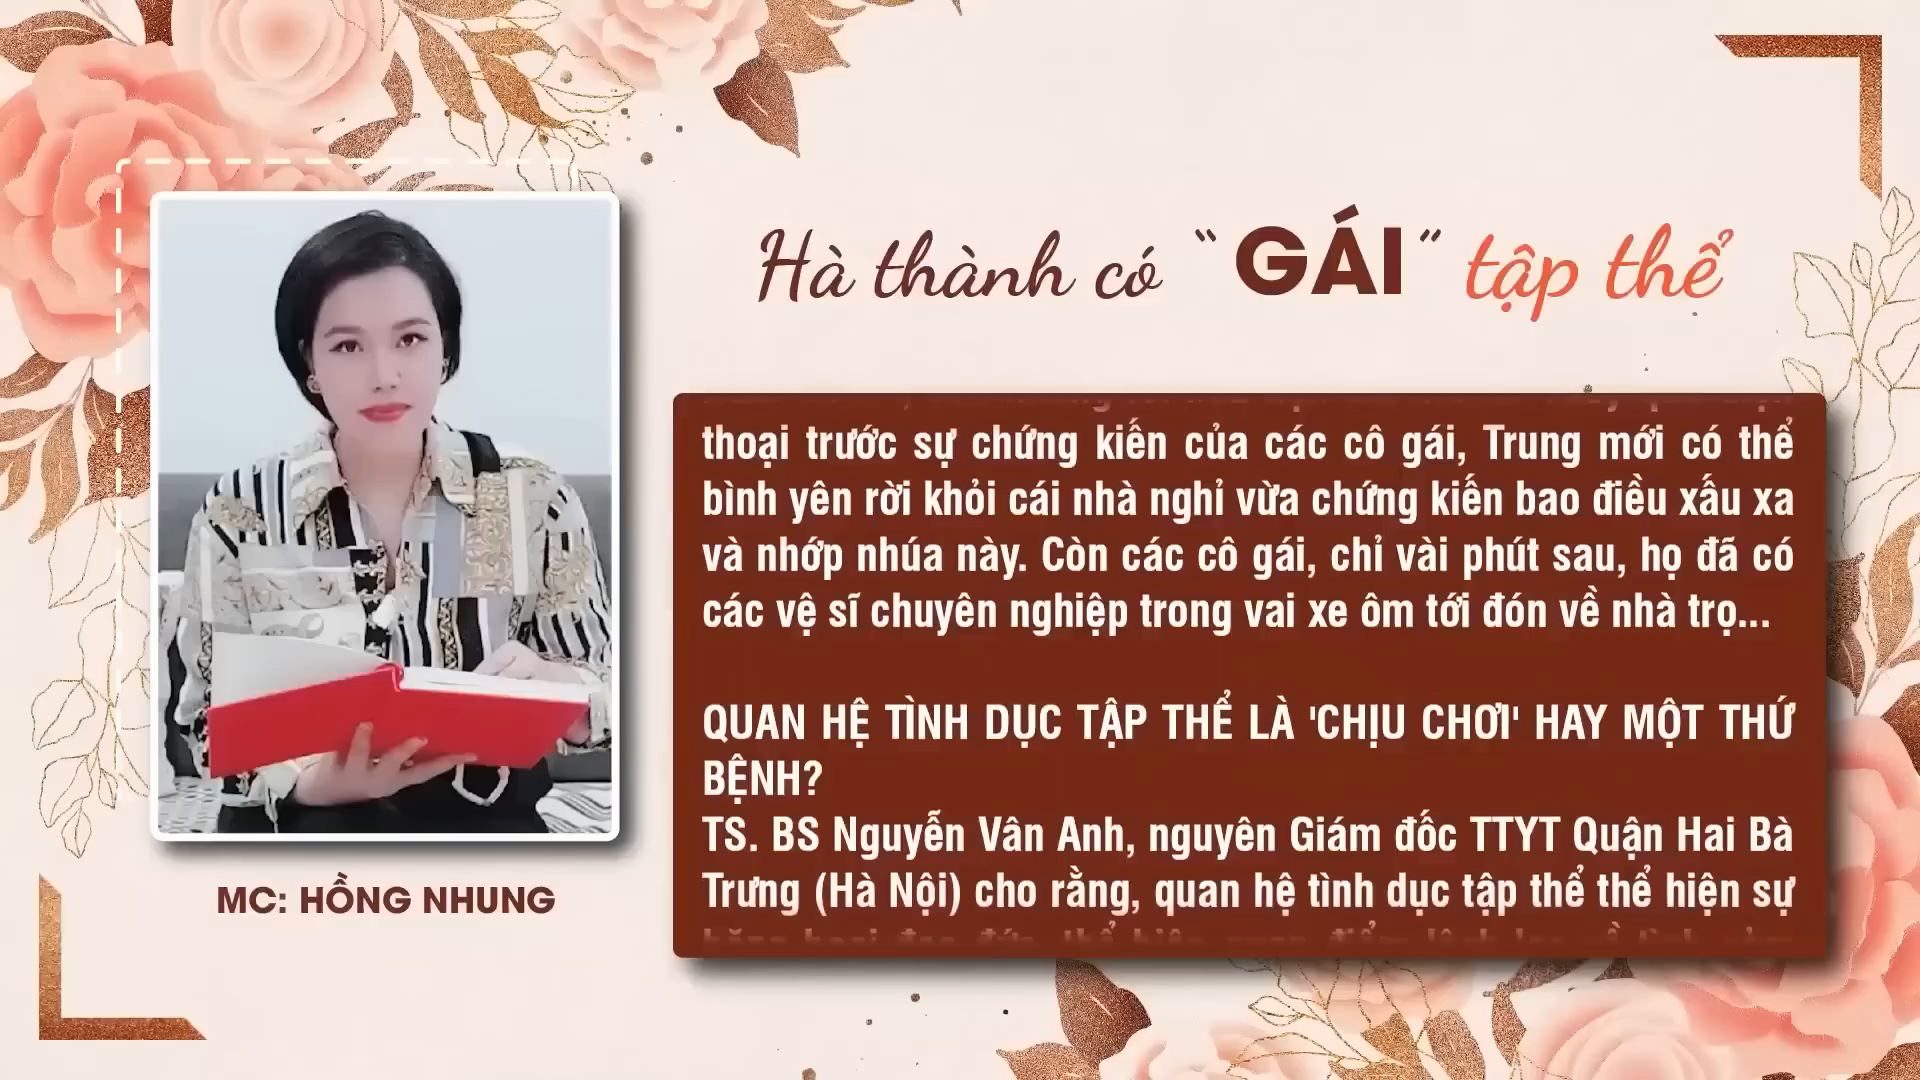 Hà thành có “GÁI” tập thể
thoại trước sự chứng kiến của các cô gái, Trung mới có thể
bình yên rời khỏi cái nhà nghỉ vừa chứng kiến bao điều xấu xa
và nhớp nhúa này. Còn các cô gái, chỉ vài phút sau, họ đã có
các vệ sĩ chuyên nghiệp trong vai xe ôm tới đón về nhà trọ...
QUAN HỆ TÌNH DỤC TẬP THỂ LÀ 'CHỊU CHƠI' HAY MỘT THỨ
BỆNH?
TS. BS Nguyễn Vân Anh, nguyên Giám đốc TTYT Quận Hai Bà
Trưng (Hà Nội) cho rằng, quan hệ tình dục tập thể thể hiện sự
MC: HỒNG NHUNG